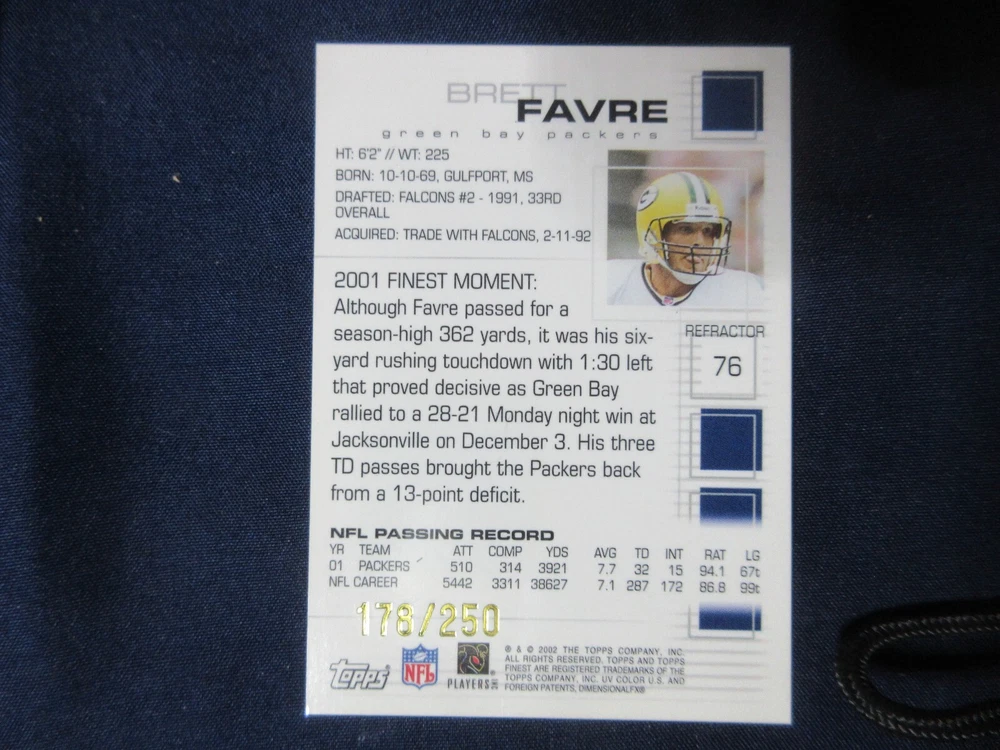 BRETT
FAVRE
green bay packers
HT: 6'2" // WT: 225
BORN: 10-10-69, GULFPORT, MS
DRAFTED: FALCONS #2 - 1991, 33RD
OVERALL
ACQUIRED: TRADE WITH FALCONS, 2-11-92
2001 FINEST MOMENT:
Although Favre passed for a
season-high 362 yards, it was his six-
yard rushing touchdown with 1:30 left
that proved decisive as Green Bay
rallied to a 28-21 Monday night win at
Jacksonville on December 3. His three
TD passes brought the Packers back
from a 13-point deficit.
REFRACTOR
76
NFL PASSING RECORD
YR TEAM ATT COMP YDS AVG TD INT RAT LG
01 PACKERS 510 314 3921 7.7 32 15 94.1 67t
NFL CAREER 5442 3311 38627 7.1 287 172 86.8 99t
178/250
topps
NFL
PLAYERS INC
® & © 2002 THE TOPPS COMPANY, INC.
ALL RIGHTS RESERVED. TOPPS AND TOPPS
FINEST ARE REGISTERED TRADEMARKS OF THE
TOPPS COMPANY, INC. UV COLOR U.S. AND
FOREIGN PATENTS, DIMENSIONALFX®